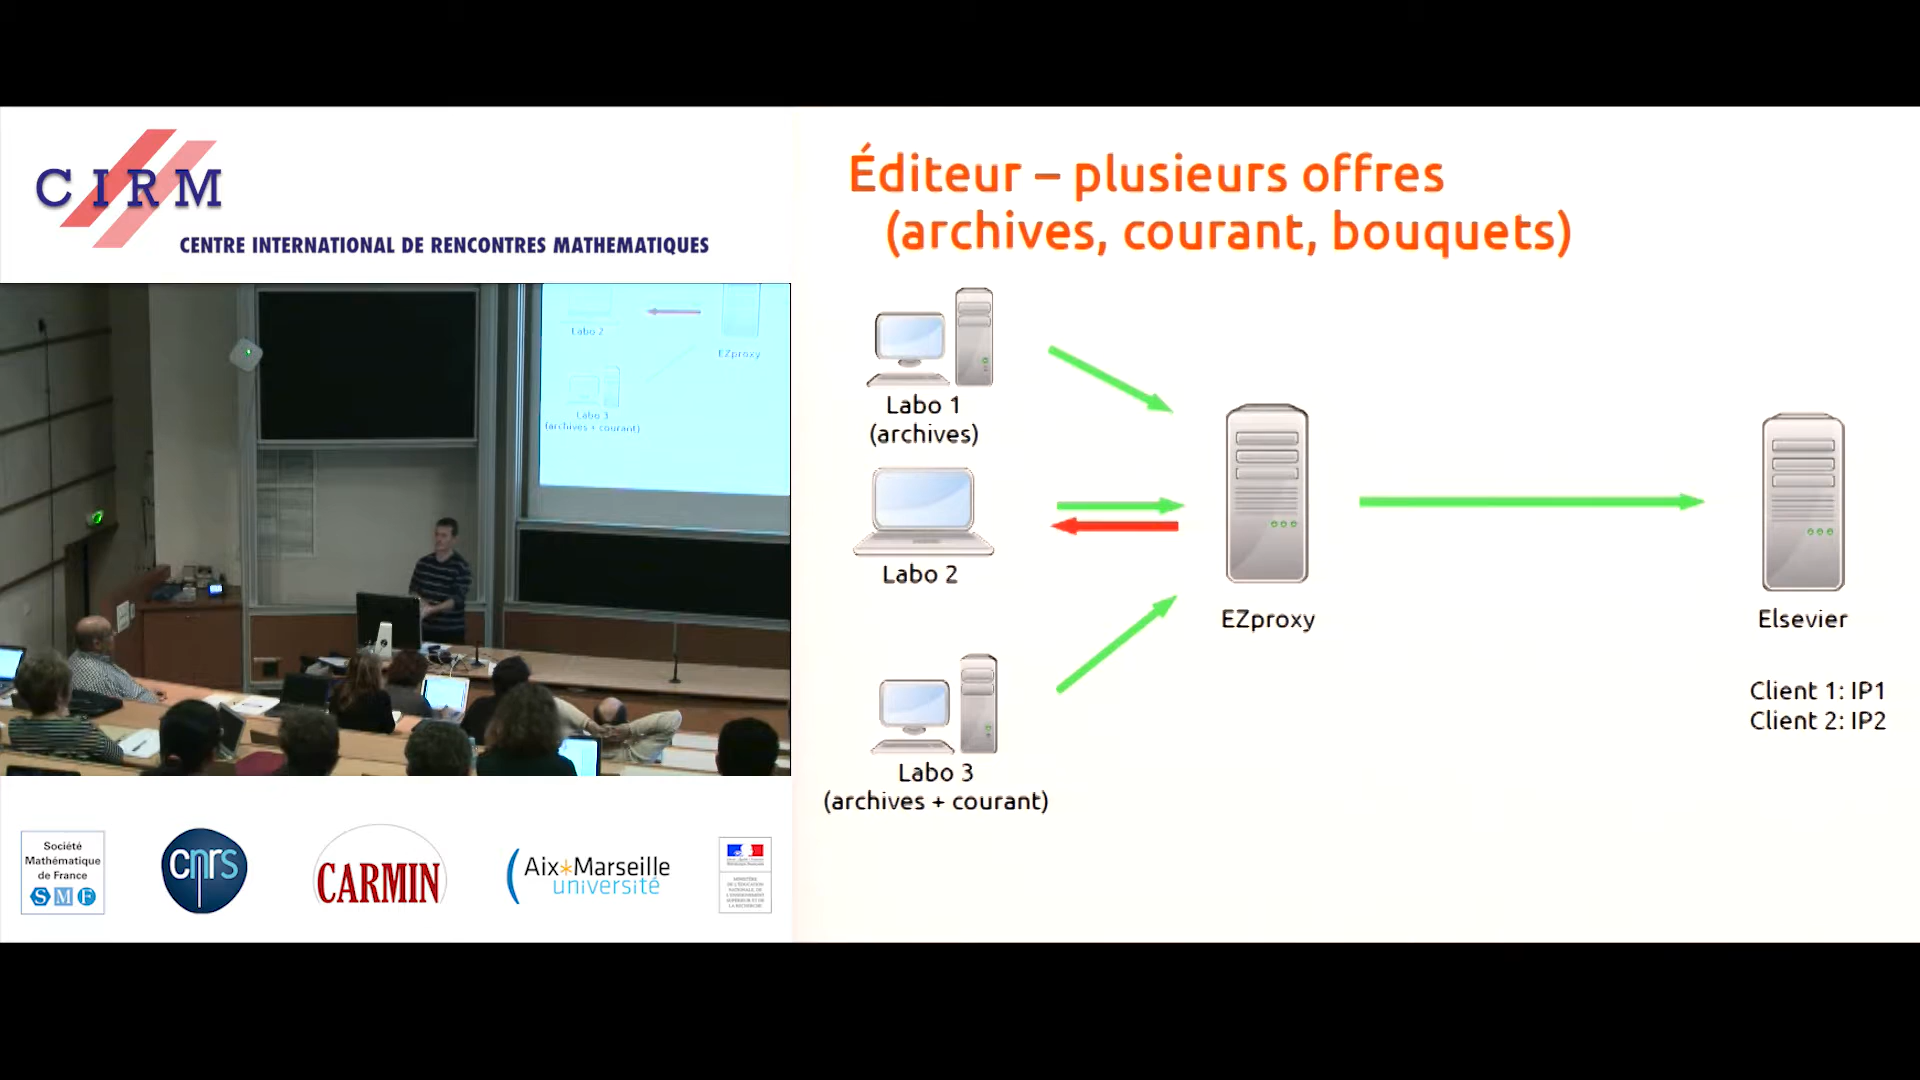 CIRM
CENTRE INTERNATIONAL DE RENCONTRES MATHEMATIQUES
Labo 2
EZproxy
Labo 3
(archives + courant)
Société
Mathématique
de France
S M F
cnrs
CARMIN
Aix*Marseille
université
Éditeur – plusieurs offres
(archives, courant, bouquets)
Labo 1
(archives)
Labo 2
Labo 3
(archives + courant)
EZproxy
Elsevier
Client 1: IP1
Client 2: IP2